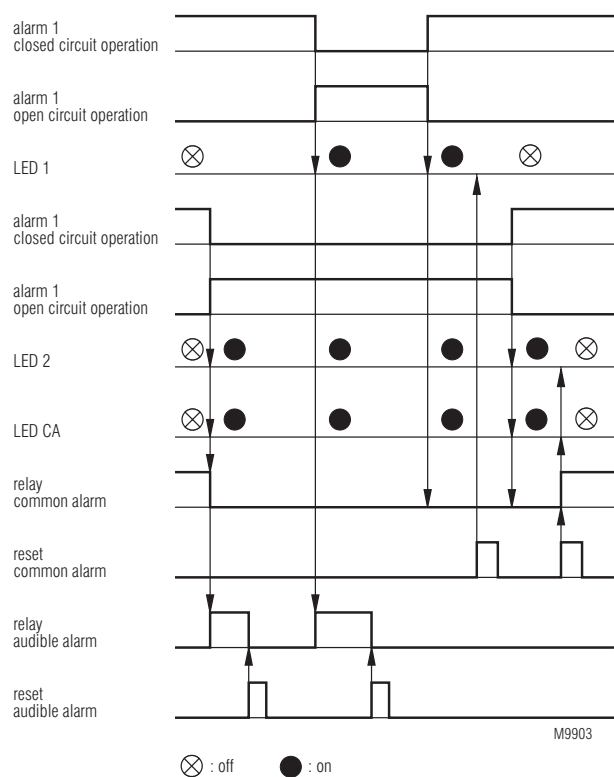 alarm 1
closed circuit operation
alarm 1
open circuit operation
LED 1
alarm 1
closed circuit operation
alarm 1
open circuit operation
LED 2
LED CA
relay
common alarm
reset
common alarm
relay
audible alarm
reset
audible alarm
M9903
: off : on